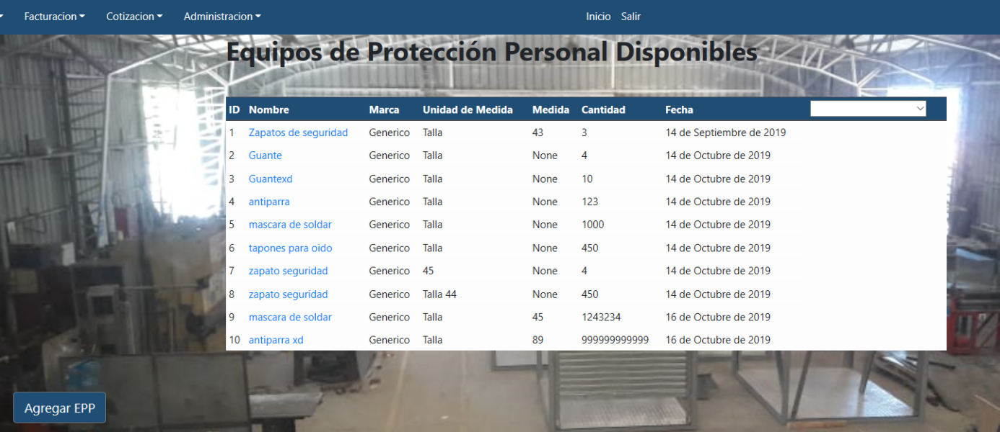 Facturacion Cotizacion Administracion Inicio Salir
Equipos de Protección Personal Disponibles
ID Nombre Marca Unidad de Medida Medida Cantidad Fecha
1 Zapatos de seguridad Generico Talla 43 3 14 de Septiembre de 2019
2 Guante Generico Talla None 4 14 de Octubre de 2019
3 Guantexd Generico Talla None 10 14 de Octubre de 2019
4 antiparra Generico Talla None 123 14 de Octubre de 2019
5 mascara de soldar Generico Talla None 1000 14 de Octubre de 2019
6 tapones para oido Generico Talla None 450 14 de Octubre de 2019
7 zapato seguridad Generico 45 None 4 14 de Octubre de 2019
8 zapato seguridad Generico Talla 44 None 450 14 de Octubre de 2019
9 mascara de soldar Generico Talla 45 1243234 16 de Octubre de 2019
10 antiparra xd Generico Talla 89 999999999999 16 de Octubre de 2019
Agregar EPP